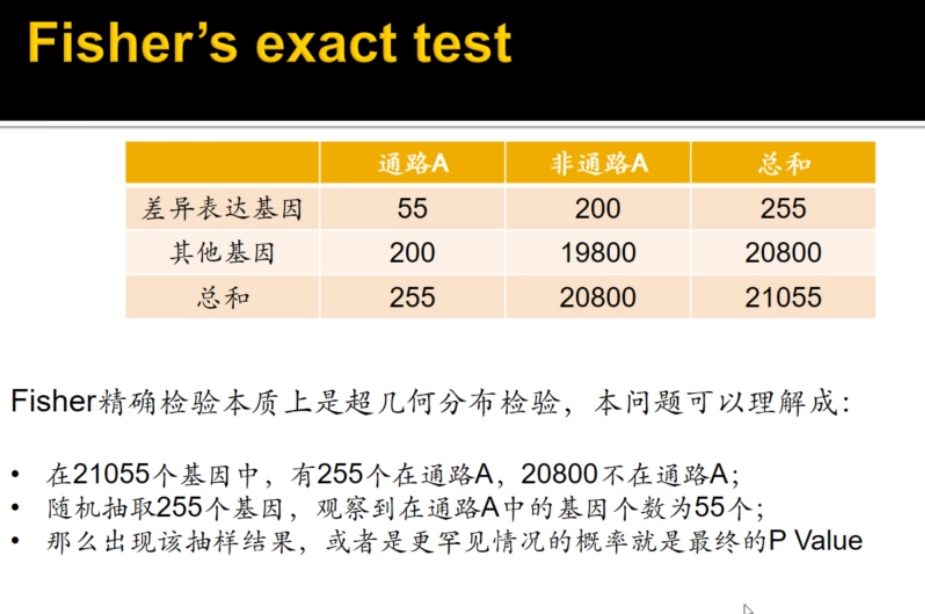 Fisher's exact test
通路A 非通路A 总和
差异表达基因 55 200 255
其他基因 200 19800 20800
总和 255 20800 21055
Fisher精确检验本质上是超几何分布检验，本问题可以理解成：
• 在21055个基因中，有255个在通路A，20800不在通路A；
• 随机抽取255个基因，观察到在通路A中的基因个数为55个；
• 那么出现该抽样结果，或者是更罕见情况的概率就是最终的P Value